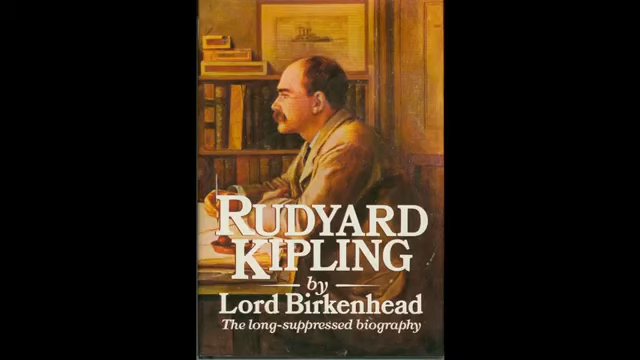 RUDYARD
KIPLING
by
Lord Birkenhead
The long-suppressed biography